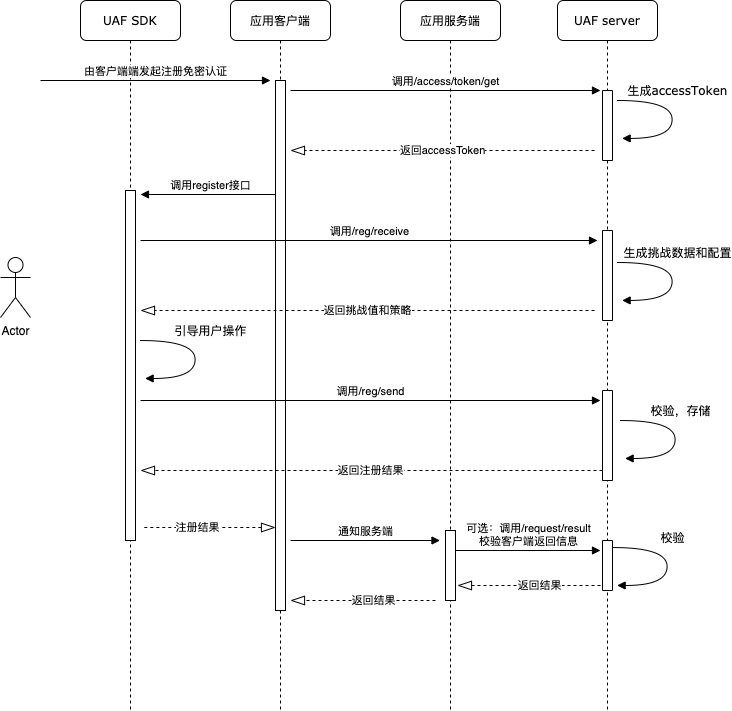 UAF SDK
应用客户端
应用服务端
UAF server
由客户端端发起注册免密认证
调用/access/token/get
生成accessToken
返回accessToken
调用register接口
调用/reg/receive
生成挑战数据和配置
返回挑战值和策略
Actor
引导用户操作
调用/reg/send
校验，存储
返回注册结果
注册结果
通知服务端
可选：调用/request/result
校验客户端返回信息
校验
返回结果
返回结果